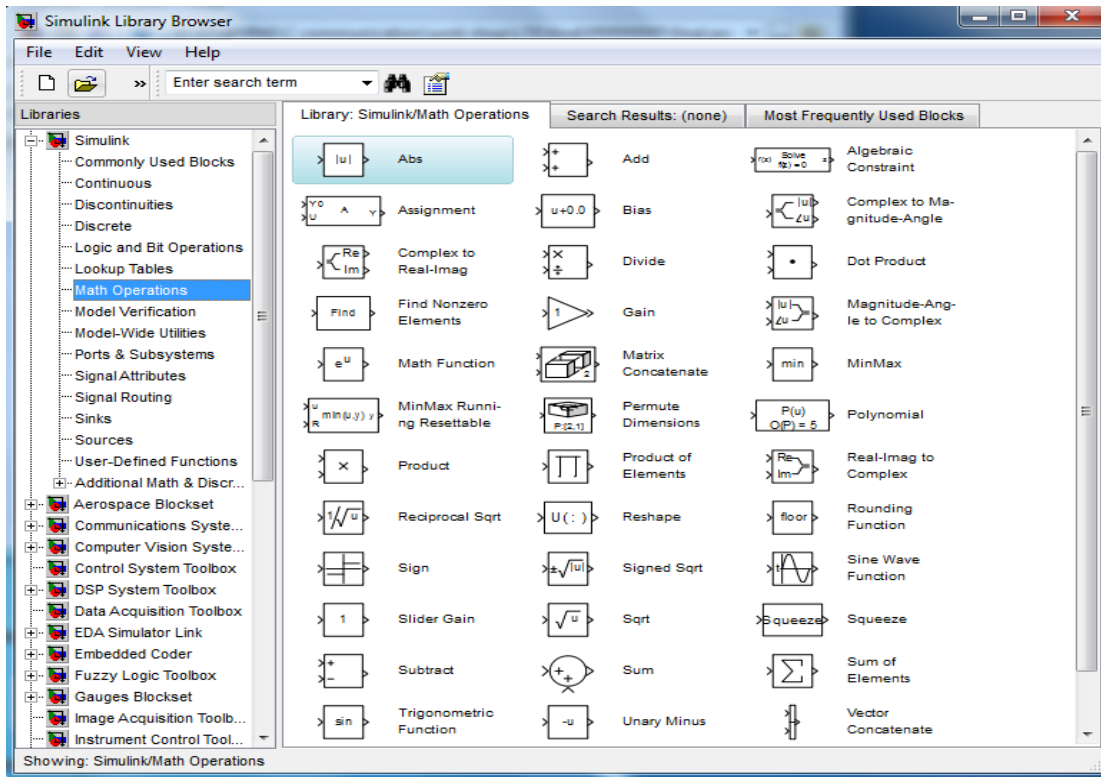 Simulink Library Browser
File Edit View Help
» Enter search term
Libraries
Simulink
Commonly Used Blocks
Continuous
Discontinuities
Discrete
Logic and Bit Operations
Lookup Tables
Math Operations
Model Verification
Model-Wide Utilities
Ports & Subsystems
Signal Attributes
Signal Routing
Sinks
Sources
User-Defined Functions
Additional Math & Discr...
Aerospace Blockset
Communications Syste...
Computer Vision Syste...
Control System Toolbox
DSP System Toolbox
Data Acquisition Toolbox
EDA Simulator Link
Embedded Coder
Fuzzy Logic Toolbox
Gauges Blockset
Image Acquisition Toolb...
Instrument Control Tool...
Library: Simulink/Math Operations Search Results: (none) Most Frequently Used Blocks
|u| Abs
+ + Add
f(z) Solve f(z) = 0 z Algebraic
Constraint
Y0 U A Y Assignment
u+0.0 Bias
|u| ∠u Complex to Ma-
gnitude-Angle
Re Im Complex to
Real-Imag
× ÷ Divide
• Dot Product
Find Find Nonzero
Elements
1 Gain
|u| ∠u Magnitude-Ang-
le to Complex
eᵘ Math Function
2 Matrix
Concatenate
min MinMax
u R min(u,y) y MinMax Runni-
ng Resettable
P:[2,1] Permute
Dimensions
P(u)
O(P) = 5 Polynomial
× Product
∏ Product of
Elements
Re Im Real-Imag to
Complex
1/√u Reciprocal Sqrt
U( : ) Reshape
floor Rounding
Function
Sign
±√|u| Signed Sqrt
t Sine Wave
Function
1 Slider Gain
√u Sqrt
Squeeze Squeeze
+ − Subtract
+ + Sum
∑ Sum of
Elements
sin Trigonometric
Function
-u Unary Minus
Vector
Concatenate
Showing: Simulink/Math Operations